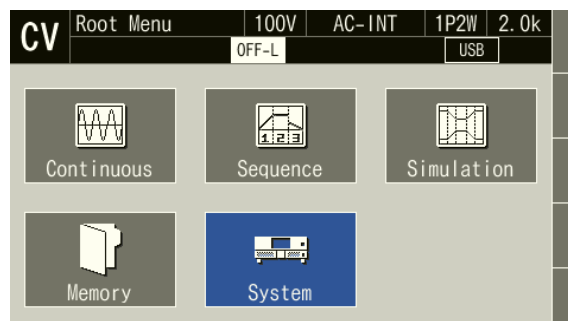 CV Root Menu 100V AC-INT 1P2W 2.0k
OFF-L USB
Continuous Sequence Simulation
1 2 3
Memory System